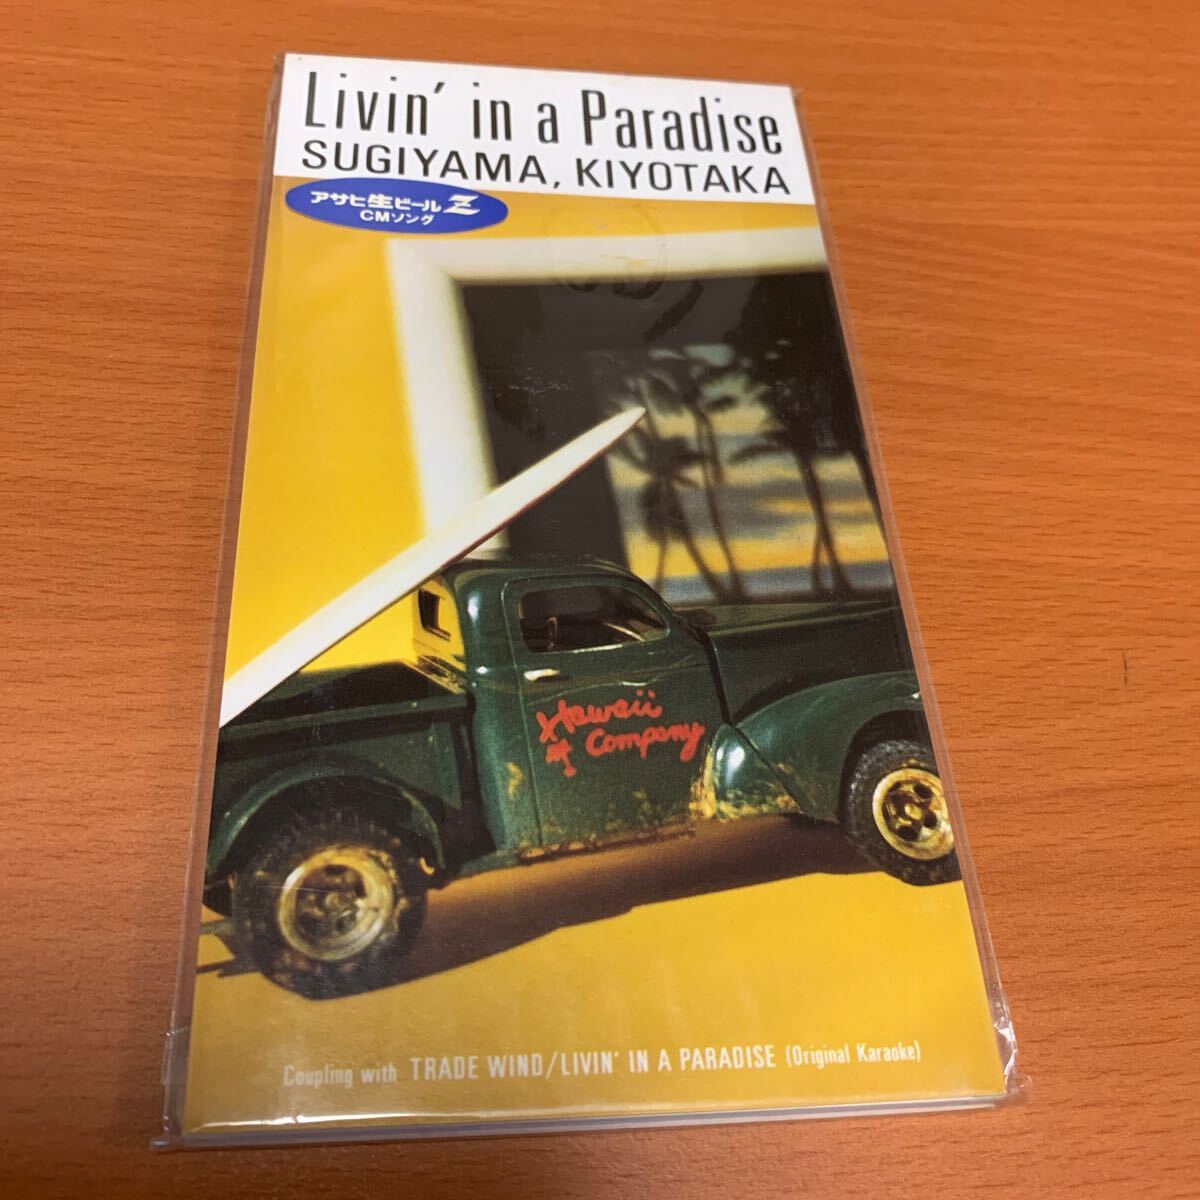 Livin' in a Paradise
SUGIYAMA, KIYOTAKA
アサヒ生ビール Z
CMソング
Hawaii
Company
Coupling with TRADE WIND/LIVIN' IN A PARADISE (Original Karaoke)